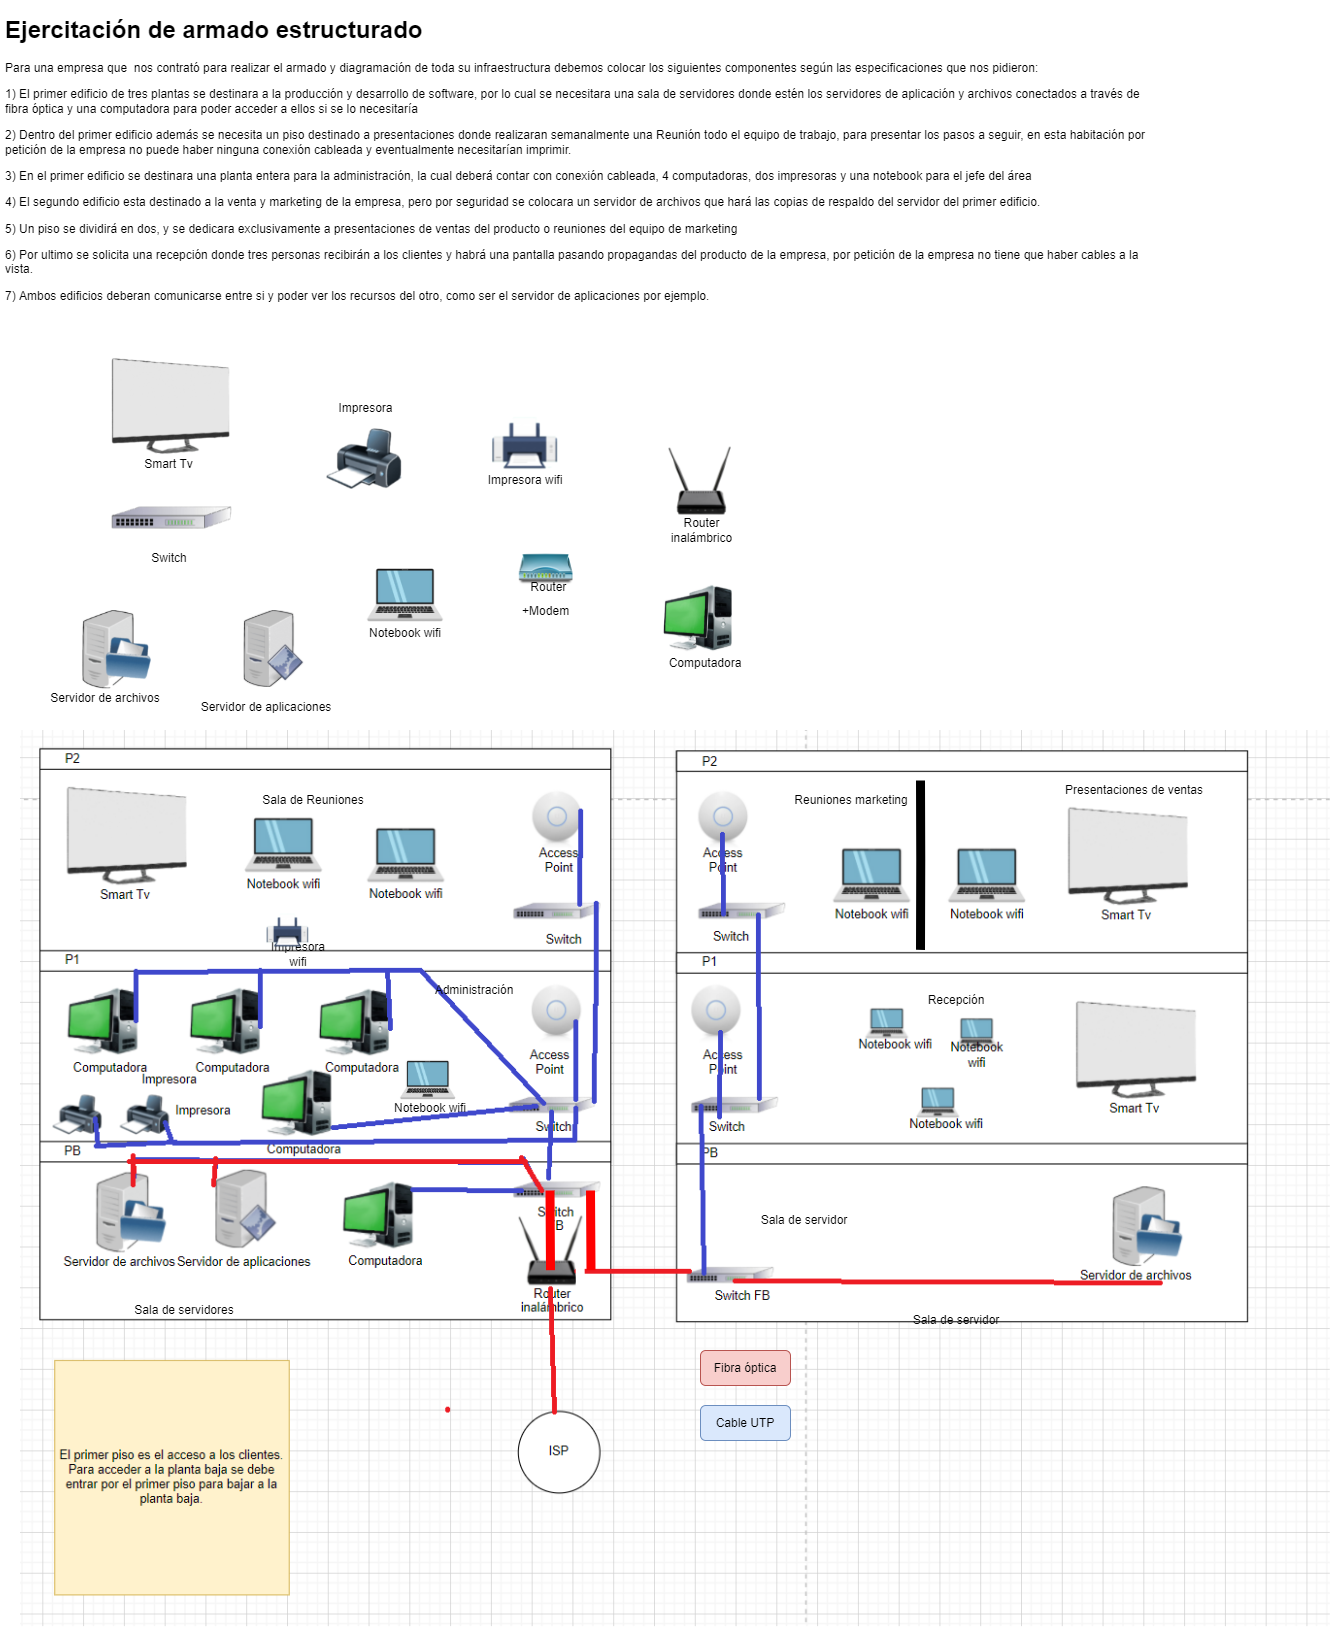 Ejercitación de armado estructurado
Para una empresa que  nos contrató para realizar el armado y diagramación de toda su infraestructura debemos colocar los siguientes componentes según las especificaciones que nos pidieron:
1) El primer edificio de tres plantas se destinara a la producción y desarrollo de software, por lo cual se necesitara una sala de servidores donde estén los servidores de aplicación y archivos conectados a través de
fibra óptica y una computadora para poder acceder a ellos si se lo necesitaría
2) Dentro del primer edificio además se necesita un piso destinado a presentaciones donde realizaran semanalmente una Reunión todo el equipo de trabajo, para presentar los pasos a seguir, en esta habitación por
petición de la empresa no puede haber ninguna conexión cableada y eventualmente necesitarían imprimir.
3) En el primer edificio se destinara una planta entera para la administración, la cual deberá contar con conexión cableada, 4 computadoras, dos impresoras y una notebook para el jefe del área
4) El segundo edificio esta destinado a la venta y marketing de la empresa, pero por seguridad se colocara un servidor de archivos que hará las copias de respaldo del servidor del primer edificio.
5) Un piso se dividirá en dos, y se dedicara exclusivamente a presentaciones de ventas del producto o reuniones del equipo de marketing
6) Por ultimo se solicita una recepción donde tres personas recibirán a los clientes y habrá una pantalla pasando propagandas del producto de la empresa, por petición de la empresa no tiene que haber cables a la
vista.
7) Ambos edificios deberan comunicarse entre si y poder ver los recursos del otro, como ser el servidor de aplicaciones por ejemplo.
Impresora
Smart Tv
Impresora wifi
Router
inalámbrico
Switch
Router
+Modem
Notebook wifi
Computadora
Servidor de archivos
Servidor de aplicaciones
P2
Sala de Reuniones
Access
Point
Notebook wifi
Notebook wifi
Smart Tv
Switch
Impresora
wifi
P1
Administración
Access
Point
Computadora
Computadora
Computadora
Impresora
Impresora
Notebook wifi
Switch
Computadora
PB
Switch
FB
Servidor de archivos
Servidor de aplicaciones
Computadora
Router
inalámbrico
Sala de servidores
P2
Reuniones marketing
Presentaciones de ventas
Access
Point
Notebook wifi
Notebook wifi
Smart Tv
Switch
P1
Recepción
Notebook wifi
Notebook
wifi
Access
Point
Notebook wifi
Smart Tv
Switch
PB
Sala de servidor
Servidor de archivos
Switch FB
Sala de servidor
Fibra óptica
Cable UTP
ISP
El primer piso es el acceso a los clientes.
Para acceder a la planta baja se debe
entrar por el primer piso para bajar a la
planta baja.